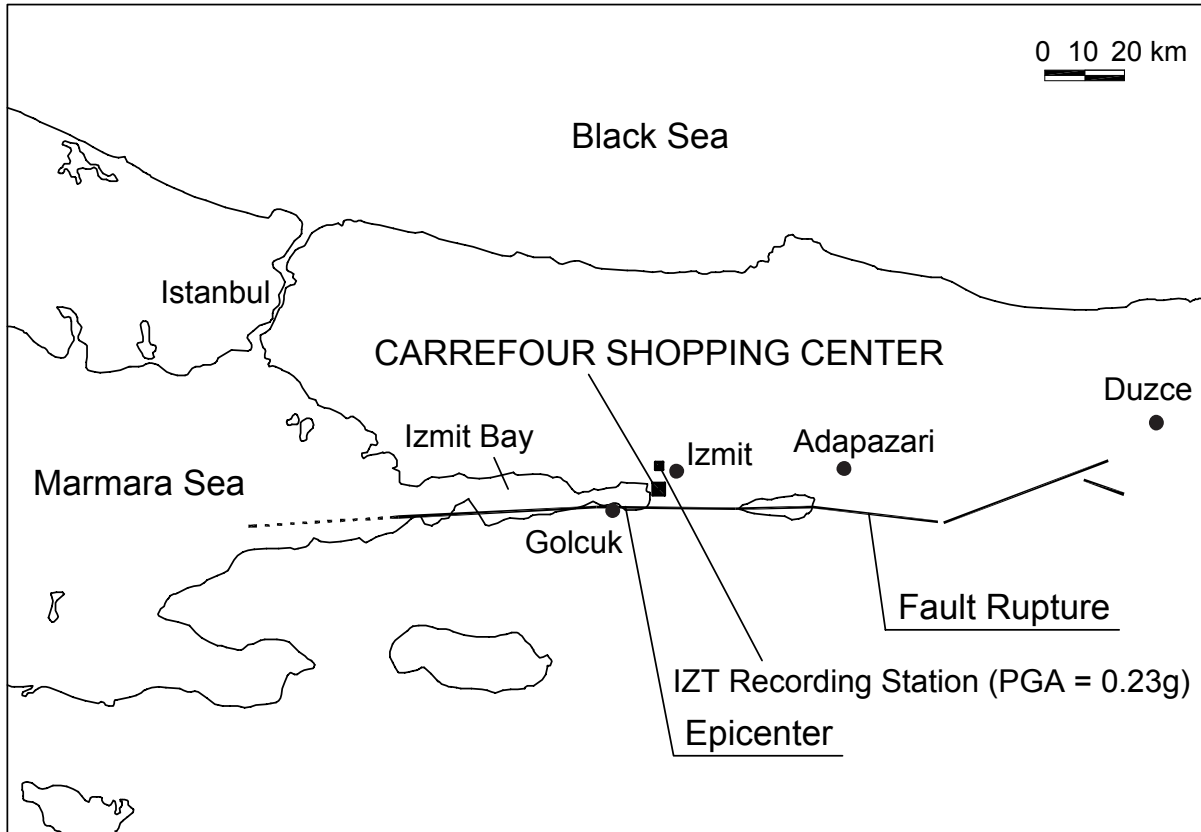 0 10 20 km
Black Sea
Istanbul
CARREFOUR SHOPPING CENTER
Duzce
Izmit Bay
Izmit
Adapazari
Marmara Sea
Golcuk
Fault Rupture
IZT Recording Station (PGA = 0.23g)
Epicenter